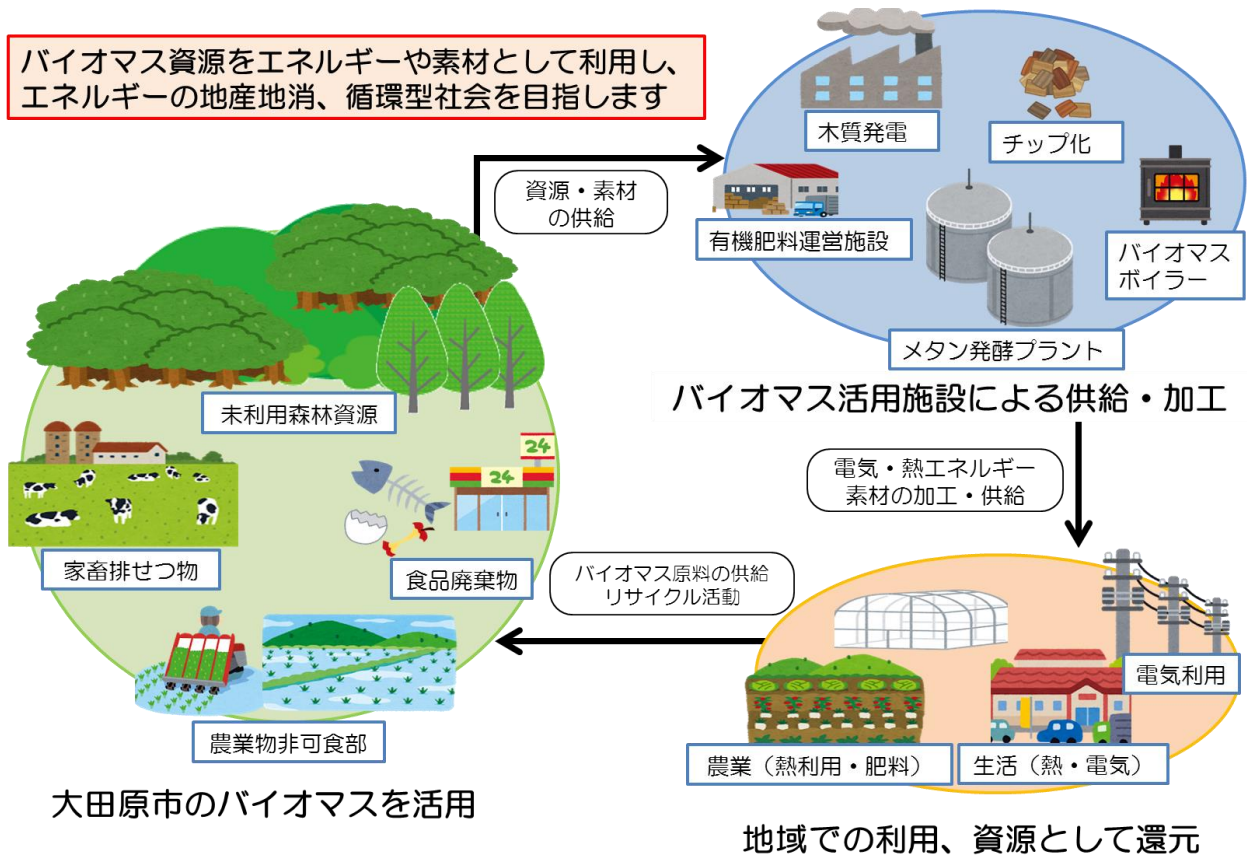 バイオマス資源をエネルギーや素材として利用し、
エネルギーの地産地消、循環型社会を目指します
木質発電
チップ化
有機肥料運営施設
バイオマス
ボイラー
メタン発酵プラント
バイオマス活用施設による供給・加工
資源・素材
の供給
未利用森林資源
24
24
家畜排せつ物
食品廃棄物
農業物非可食部
大田原市のバイオマスを活用
電気・熱エネルギー
素材の加工・供給
バイオマス原料の供給
リサイクル活動
電気利用
農業（熱利用・肥料）
生活（熱・電気）
地域での利用、資源として還元